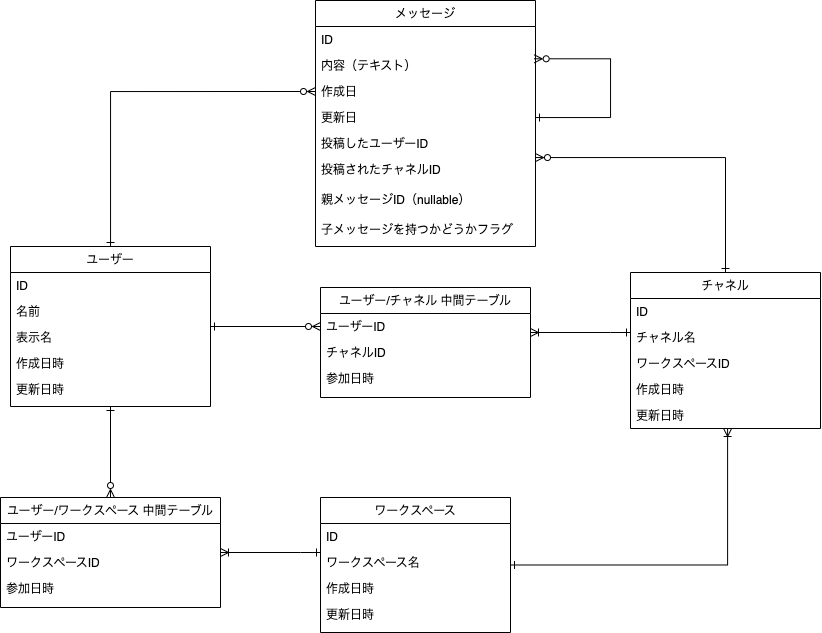 メッセージ
ID
内容（テキスト）
作成日
更新日
投稿したユーザーID
投稿されたチャネルID
親メッセージID（nullable）
子メッセージを持つかどうかフラグ
ユーザー
ID
名前
表示名
作成日時
更新日時
ユーザー/チャネル 中間テーブル
ユーザーID
チャネルID
参加日時
チャネル
ID
チャネル名
ワークスペースID
作成日時
更新日時
ユーザー/ワークスペース 中間テーブル
ユーザーID
ワークスペースID
参加日時
ワークスペース
ID
ワークスペース名
作成日時
更新日時